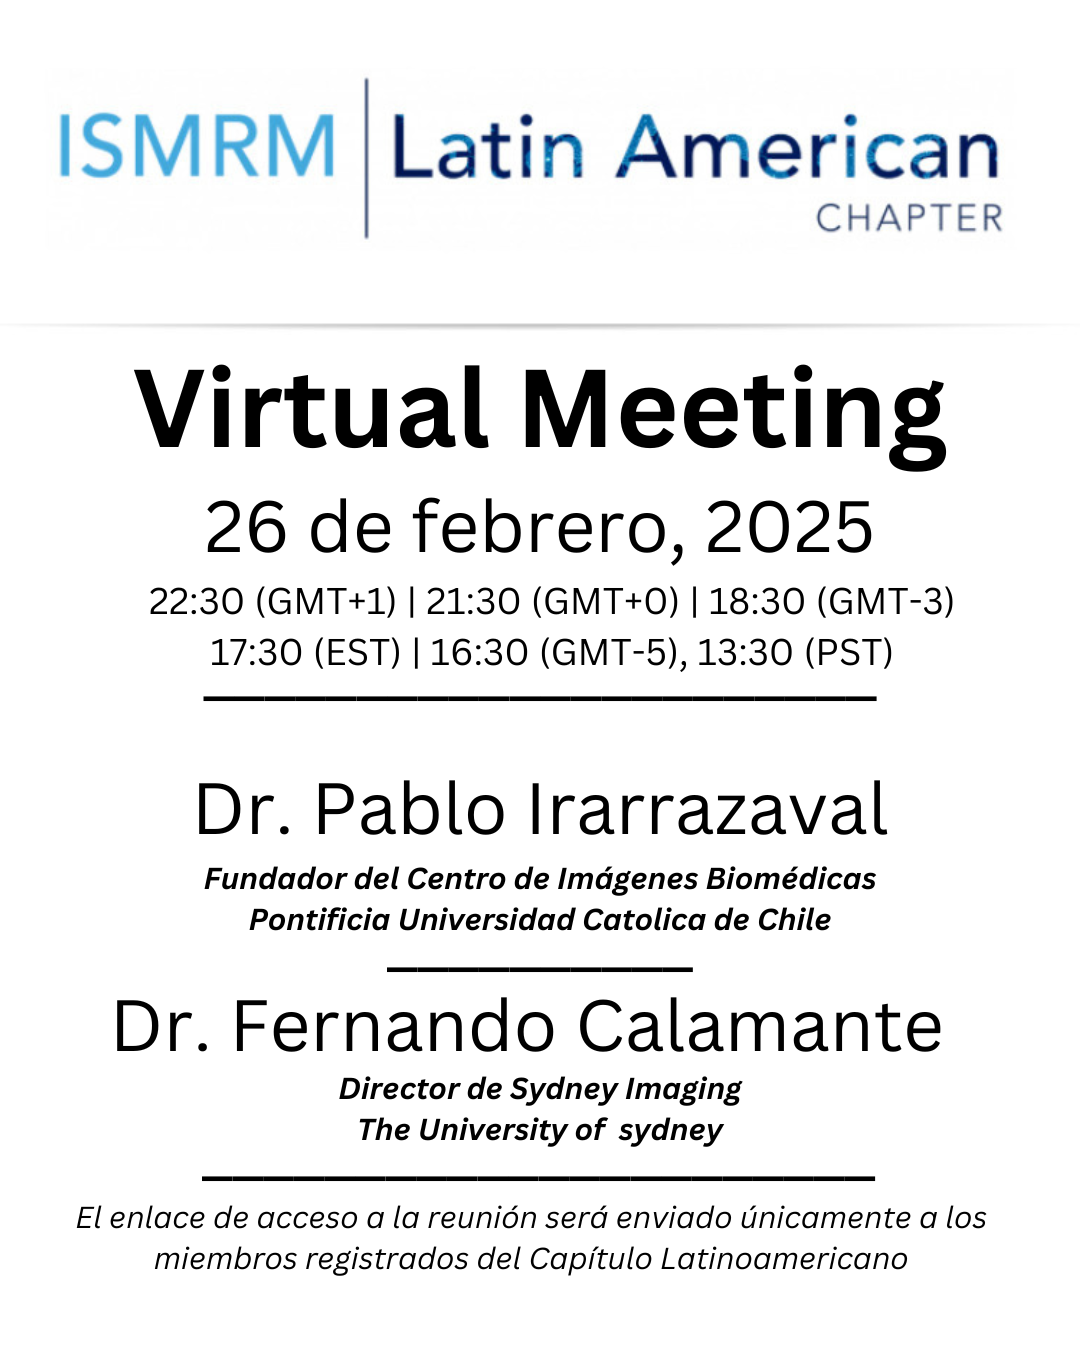 ISMRM | Latin American
CHAPTER
Virtual Meeting
26 de febrero, 2025
22:30 (GMT+1) | 21:30 (GMT+0) | 18:30 (GMT-3)
17:30 (EST) | 16:30 (GMT-5), 13:30 (PST)
Dr. Pablo Irarrazaval
Fundador del Centro de Imágenes Biomédicas
Pontificia Universidad Catolica de Chile
Dr. Fernando Calamante
Director de Sydney Imaging
The University of  sydney
El enlace de acceso a la reunión será enviado únicamente a los
miembros registrados del Capítulo Latinoamericano